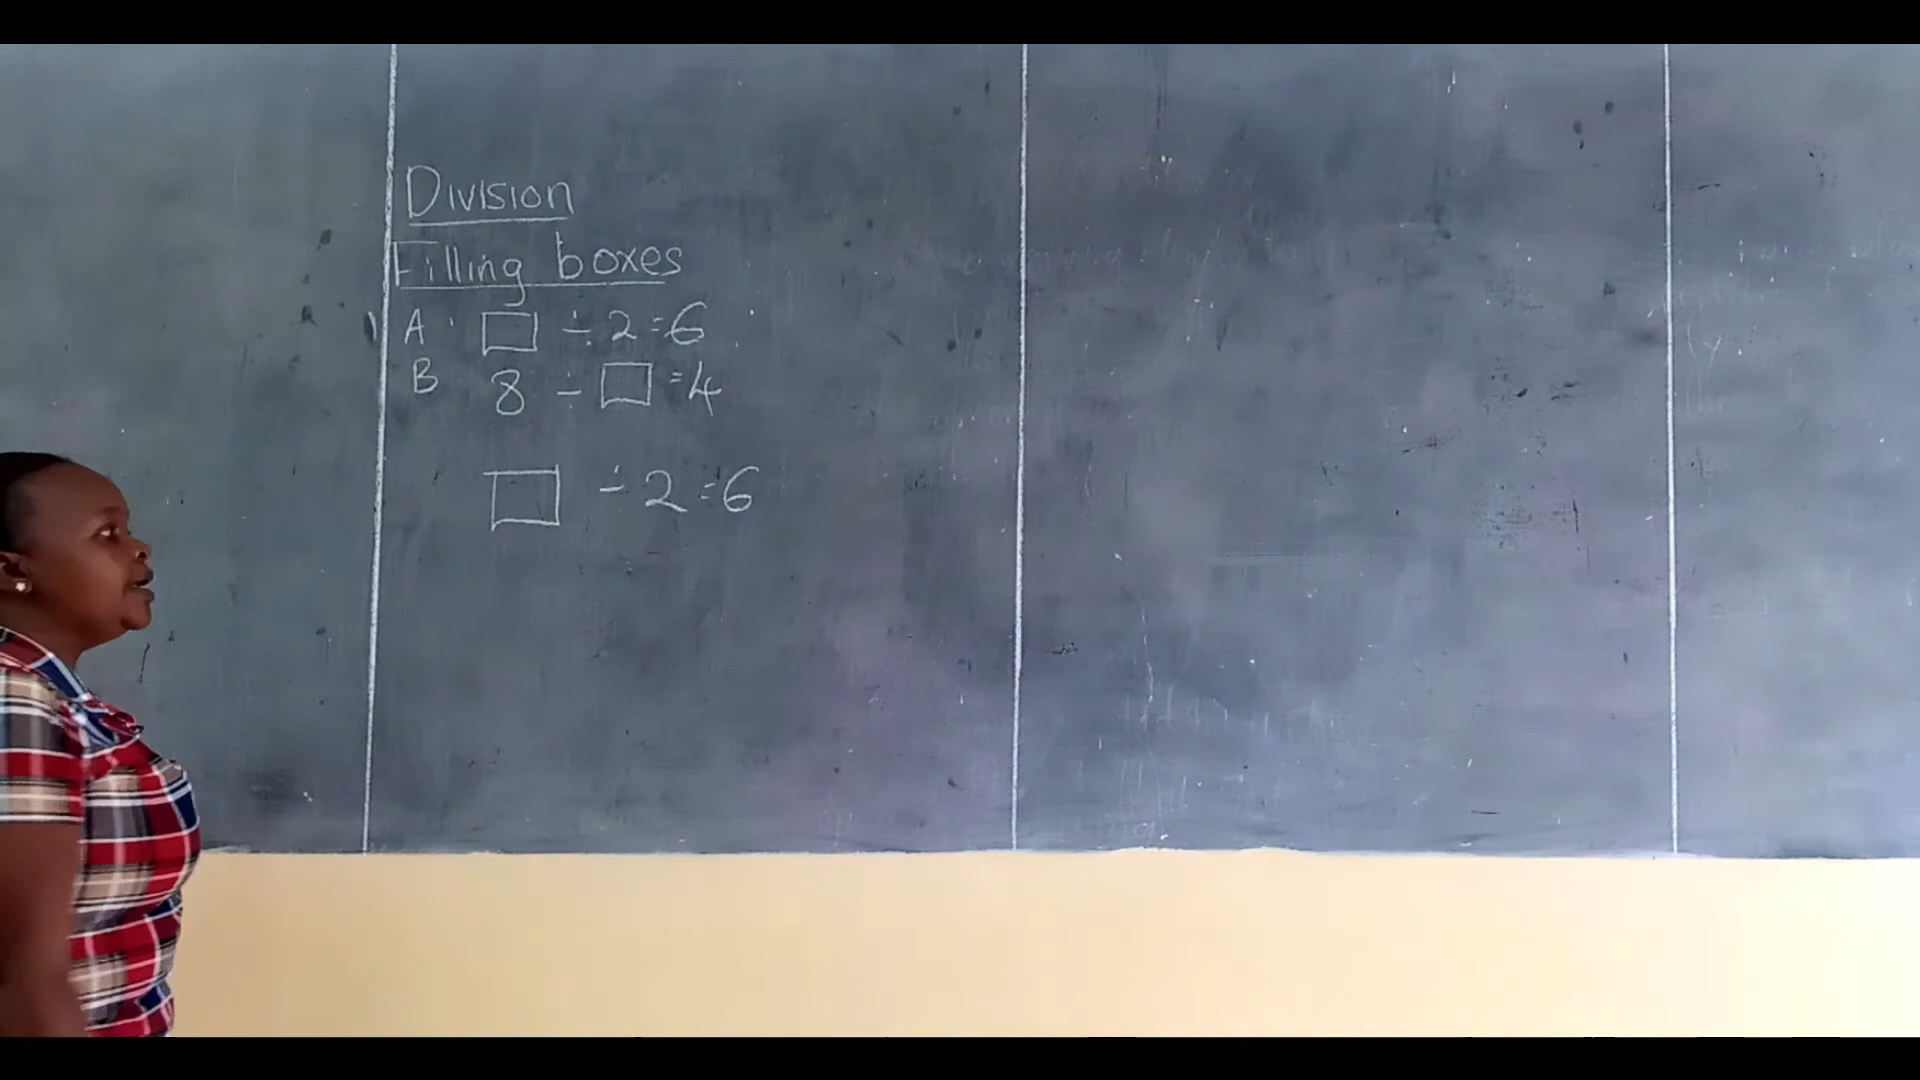 Division
Filling boxes
A. □ ÷ 2 = 6
B 8 ÷ □ = 4
□ ÷ 2 = 6